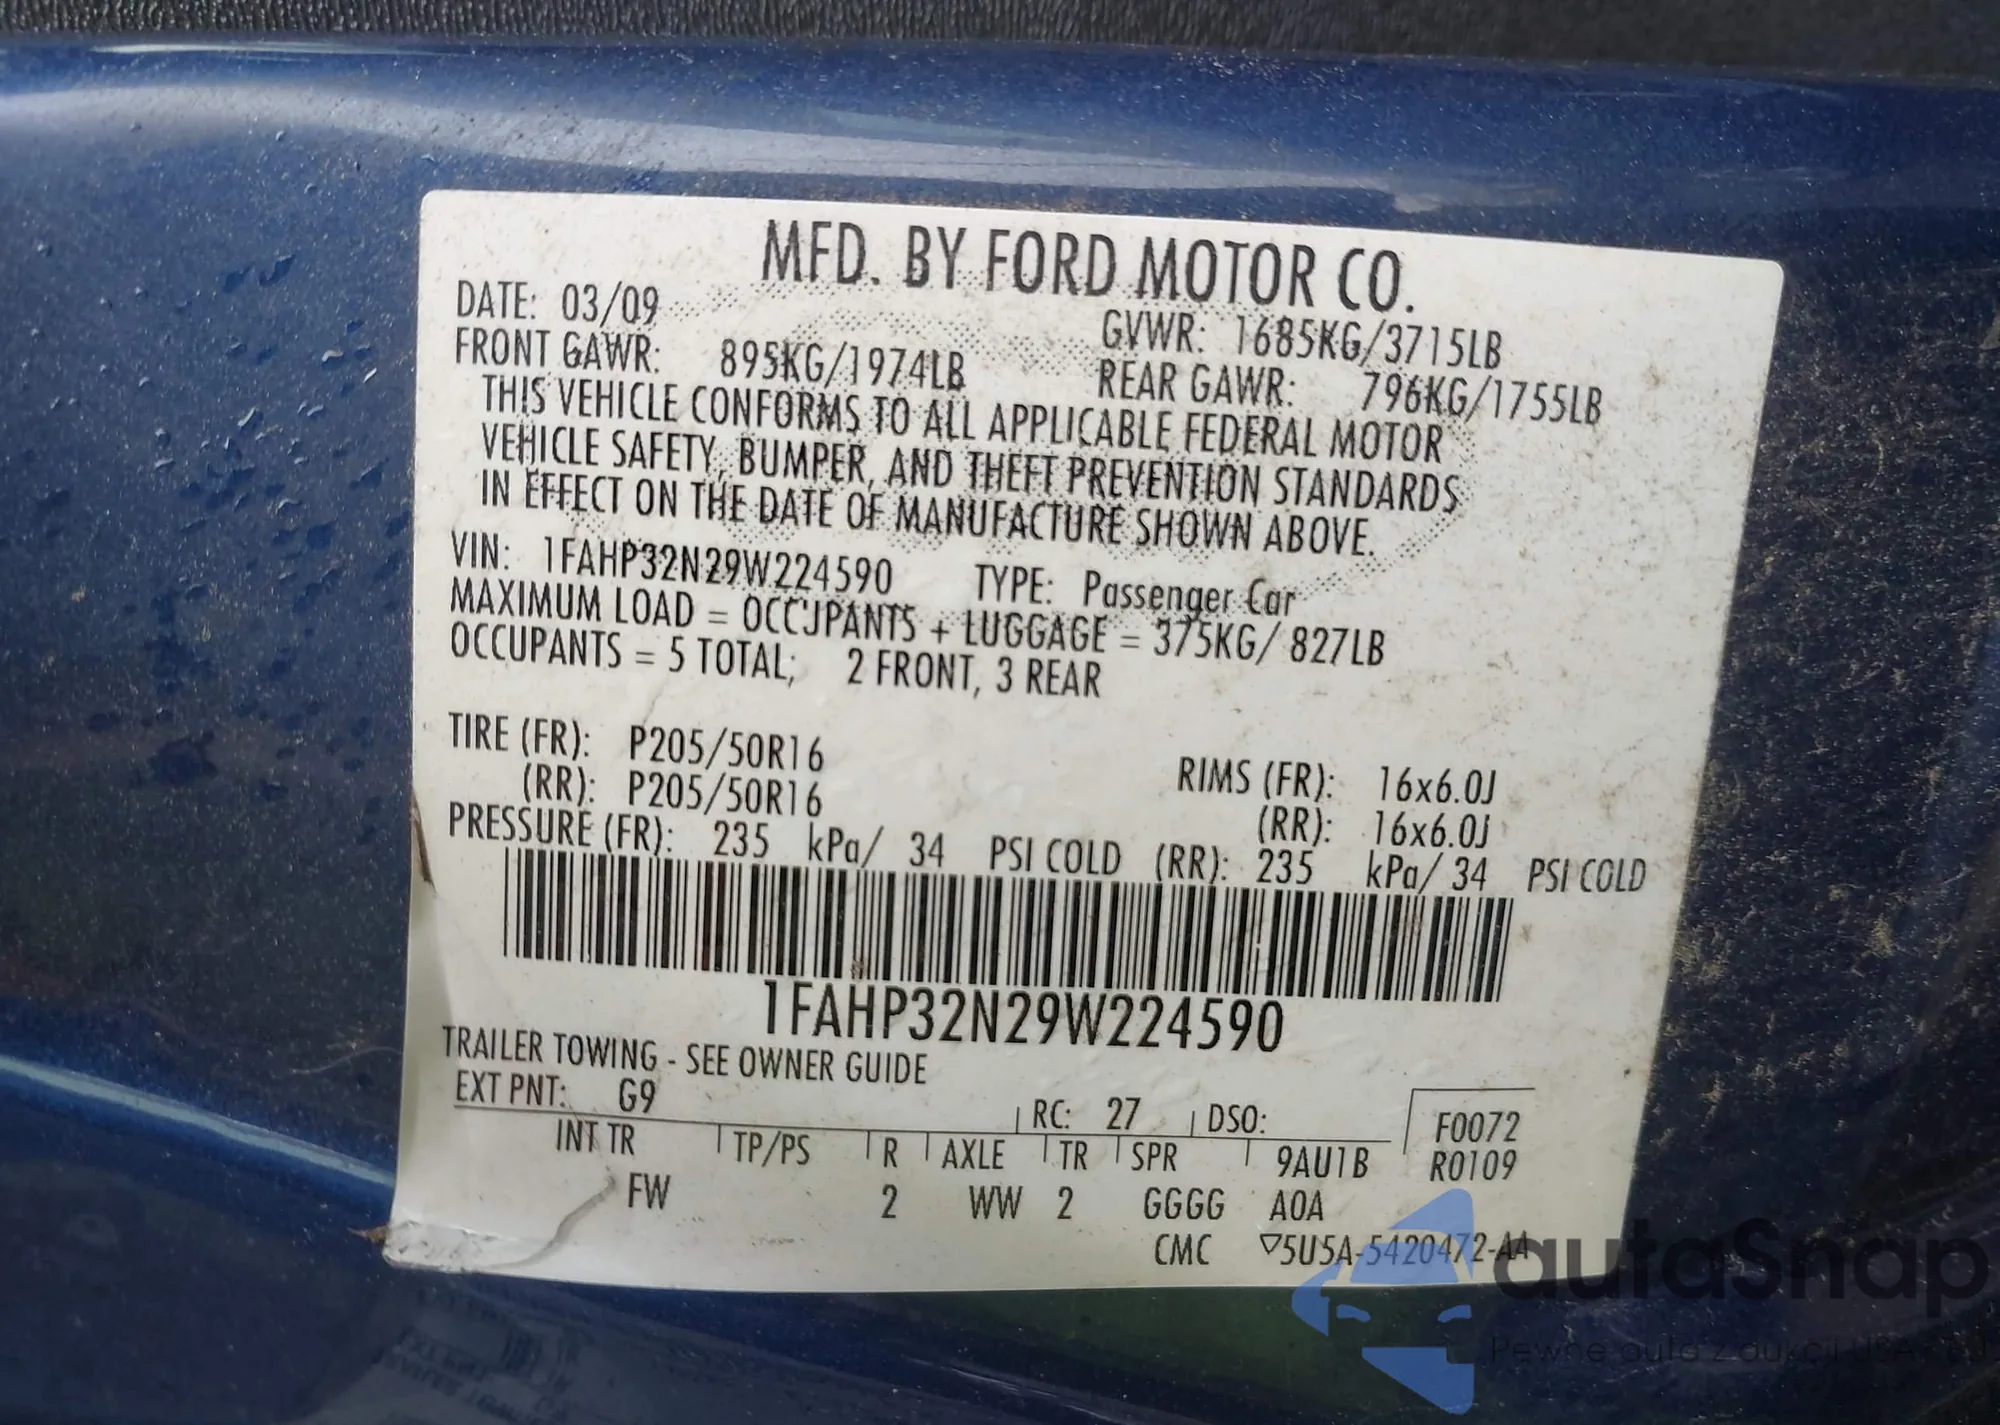 MFD. BY FORD MOTOR CO.
DATE: 03/09 GVWR: 1685KG/3715LB
FRONT GAWR: 895KG/1974LB REAR GAWR: 796KG/1755LB
THIS VEHICLE CONFORMS TO ALL APPLICABLE FEDERAL MOTOR
VEHICLE SAFETY, BUMPER, AND THEFT PREVENTION STANDARDS
IN EFFECT ON THE DATE OF MANUFACTURE SHOWN ABOVE.
VIN: 1FAHP32N29W224590 TYPE: Passenger Car
MAXIMUM LOAD = OCCUPANTS + LUGGAGE = 375KG/ 827LB
OCCUPANTS = 5 TOTAL; 2 FRONT, 3 REAR
TIRE (FR): P205/50R16 RIMS (FR): 16x6.0J
(RR): P205/50R16 (RR): 16x6.0J
PRESSURE (FR): 235 kPa/ 34 PSI COLD (RR): 235 kPa/ 34 PSI COLD
1FAHP32N29W224590
TRAILER TOWING - SEE OWNER GUIDE
EXT PNT: G9 RC: 27 DSO: F0072
INT TR TP/PS R AXLE TR SPR 9AU1B R0109
FW 2 WW 2 GGGG A0A
CMC ▽5U5A-5420472-AA
autaSnap
Pewne auta z aukcji USA i EU